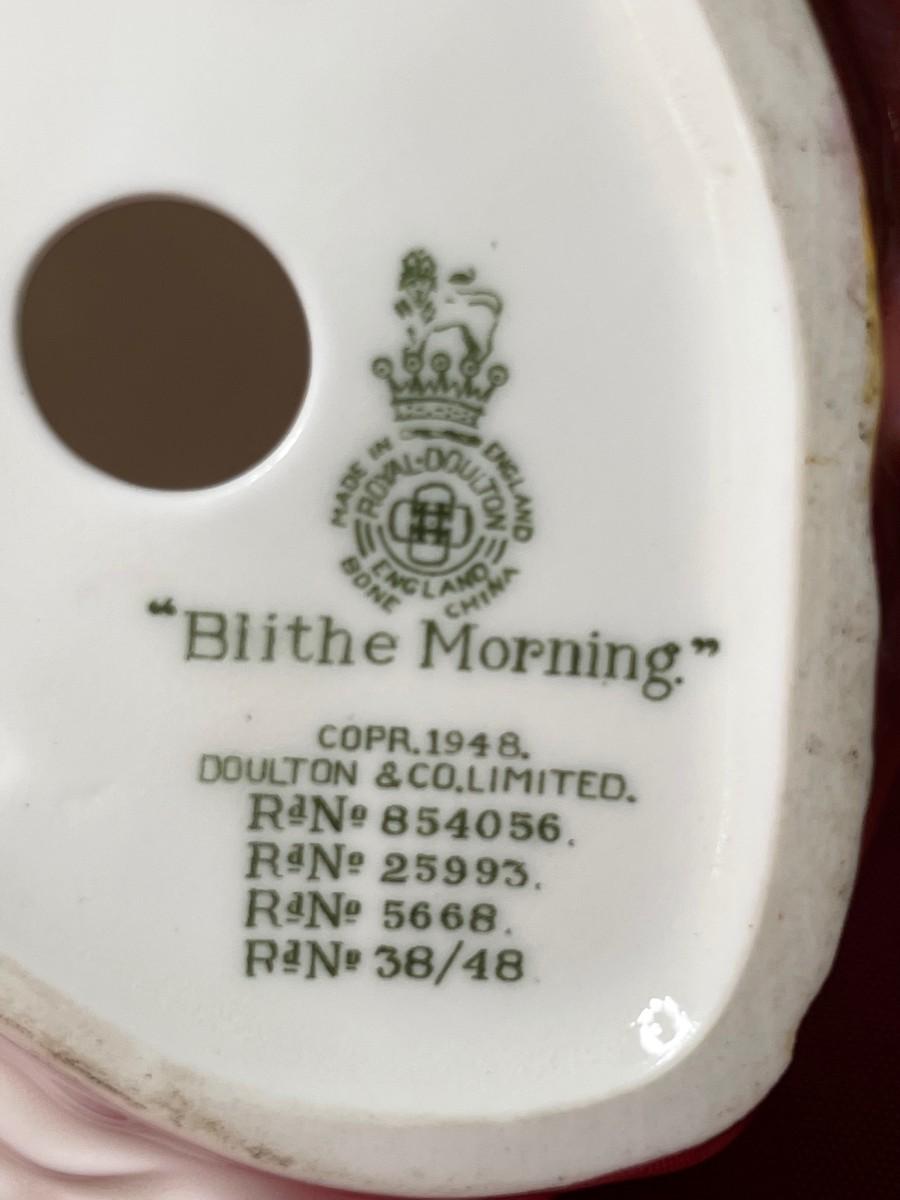 MADE IN ENGLAND
ROYAL·DOULTON
ENGLAND
BONE CHINA
“Blithe Morning.”
COPR.1948.
DOULTON & CO. LIMITED.
RᵈNº 854056.
RᵈNº 25993.
RᵈNº 5668.
RᵈNº 38/48